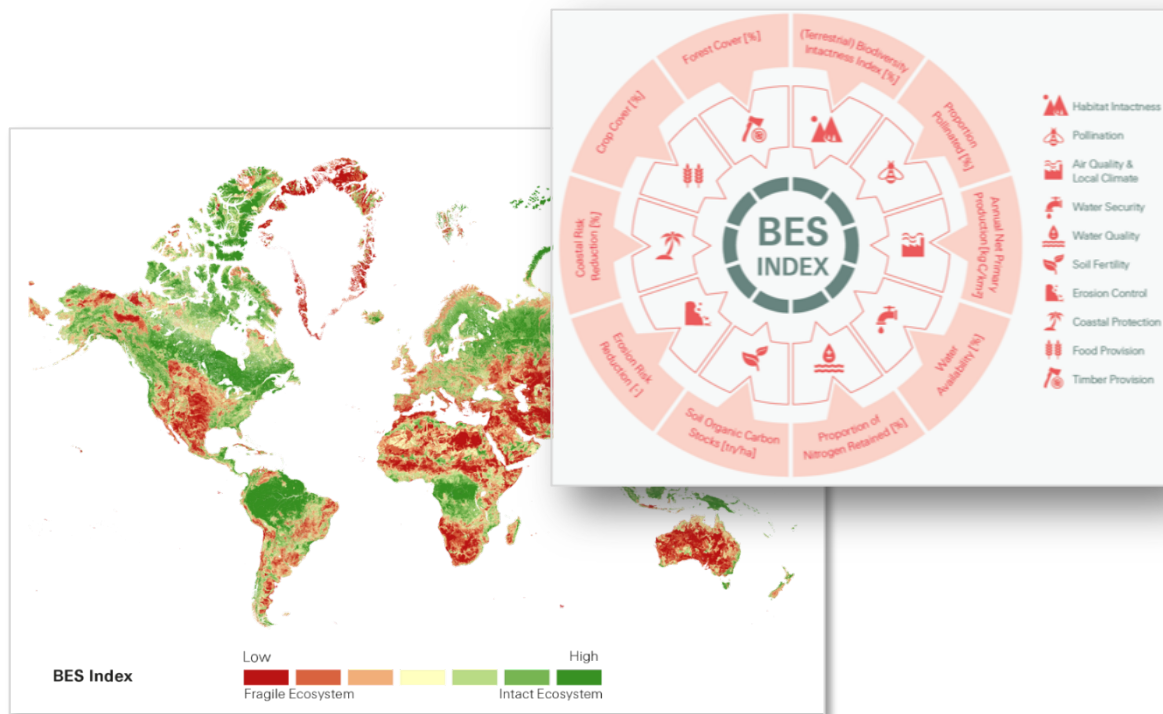 Forest Cover [%]
(Terrestrial) Biodiversity
Intactness Index [%]
Proportion
Pollinated [%]
Annual Net Primary
Production [kg C/km²]
Water
Availability [%]
Proportion of
Nitrogen Retained [%]
Soil Organic Carbon
Stocks [tn/ha]
Erosion Risk
Reduction [-]
Coastal Risk
Reduction [%]
Crop Cover [%]
BES
INDEX
Habitat Intactness
Pollination
Air Quality &
Local Climate
Water Security
Water Quality
Soil Fertility
Erosion Control
Coastal Protection
Food Provision
Timber Provision
BES Index
Low
High
Fragile Ecosystem
Intact Ecosystem